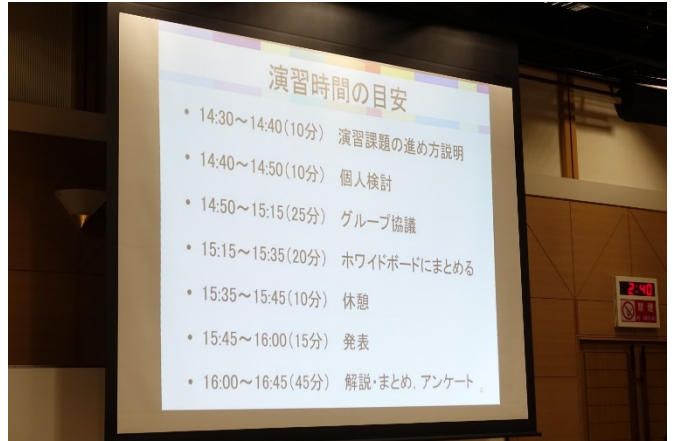 演習時間の目安
• 14:30～14:40(10分) 演習課題の進め方説明
• 14:40～14:50(10分) 個人検討
• 14:50～15:15(25分) グループ協議
• 15:15～15:35(20分) ホワイドボードにまとめる
• 15:35～15:45(10分) 休憩
• 15:45～16:00(15分) 発表
• 16:00～16:45(45分) 解説・まとめ，アンケート
2:40
禁煙